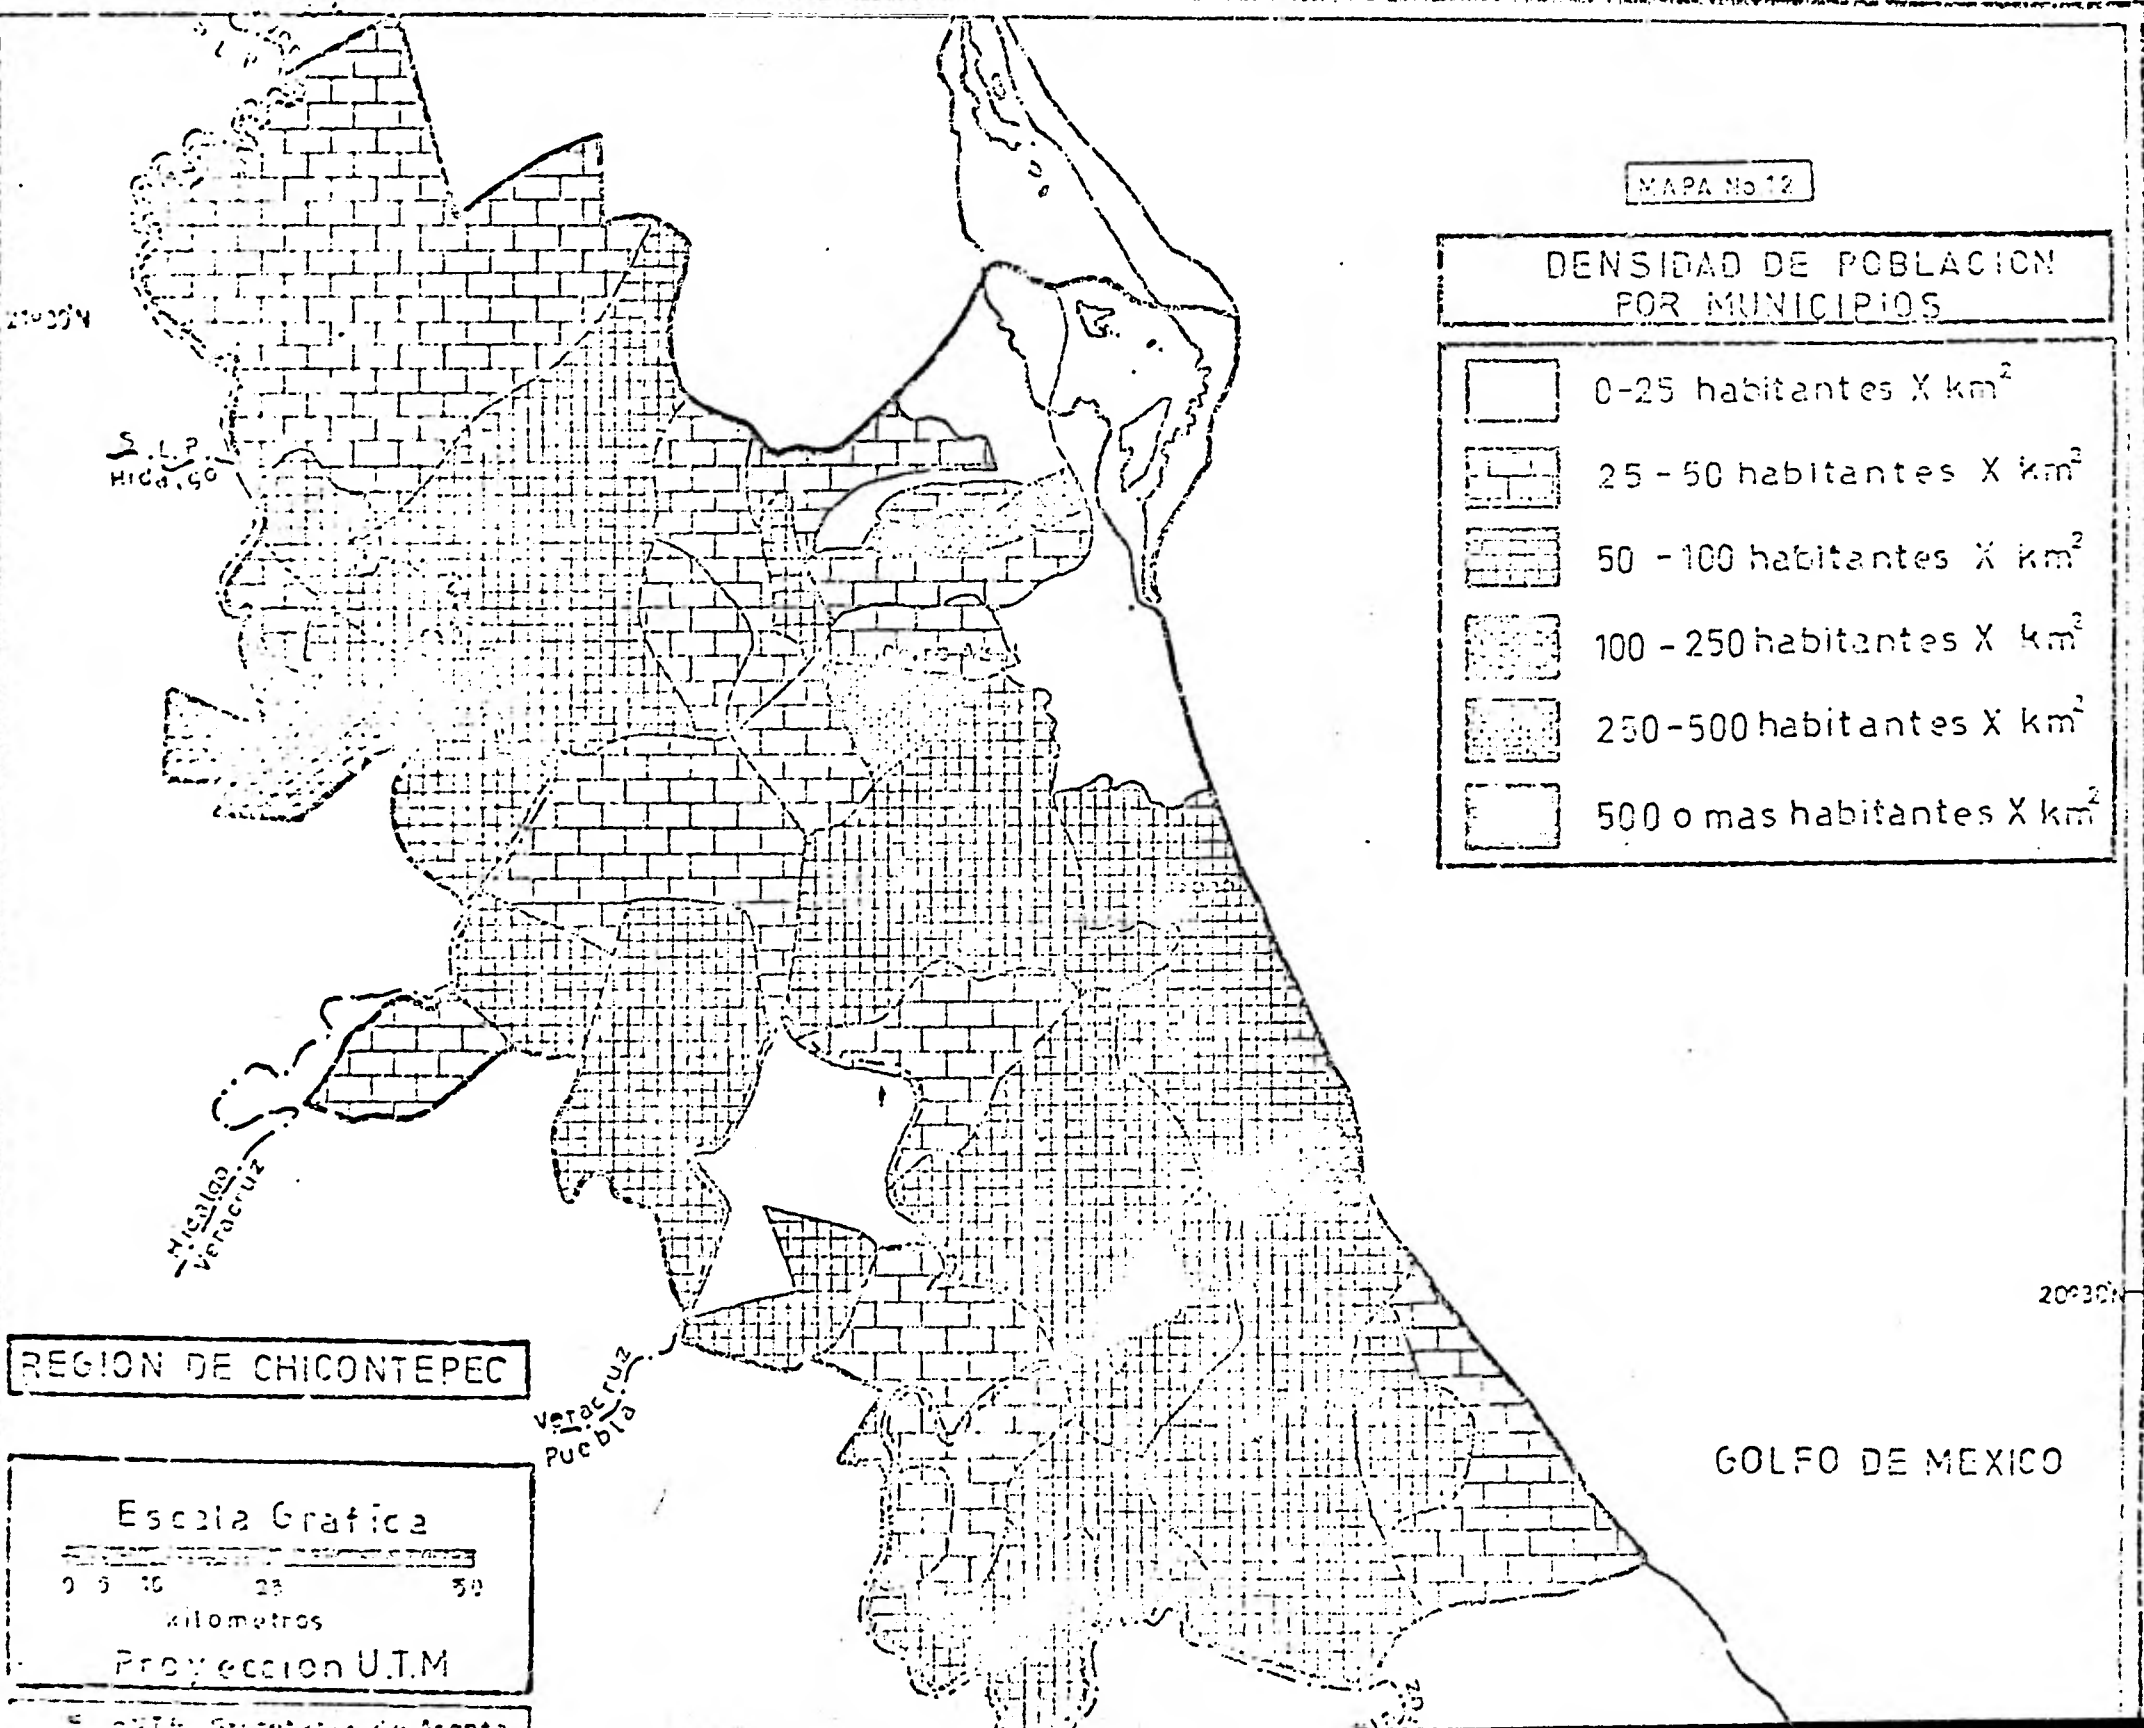 S L P
MAPA No 12
DENSIDAD DE POBLACION
POR MUNICIPIOS
21º30'N
0-25 habitantes X km²
25 - 50 habitantes X km²
50 - 100 habitantes X km²
100 - 250 habitantes X km²
250-500 habitantes X km²
500 o mas habitantes X km²
S.L.P.
Hidalgo
Hidalgo
Veracruz
20º30'N
REGION DE CHICONTEPEC
Veracruz
Puebla
GOLFO DE MEXICO
Escala Grafica
0 5 10 25 50
kilometros
Proyeccion U.T.M